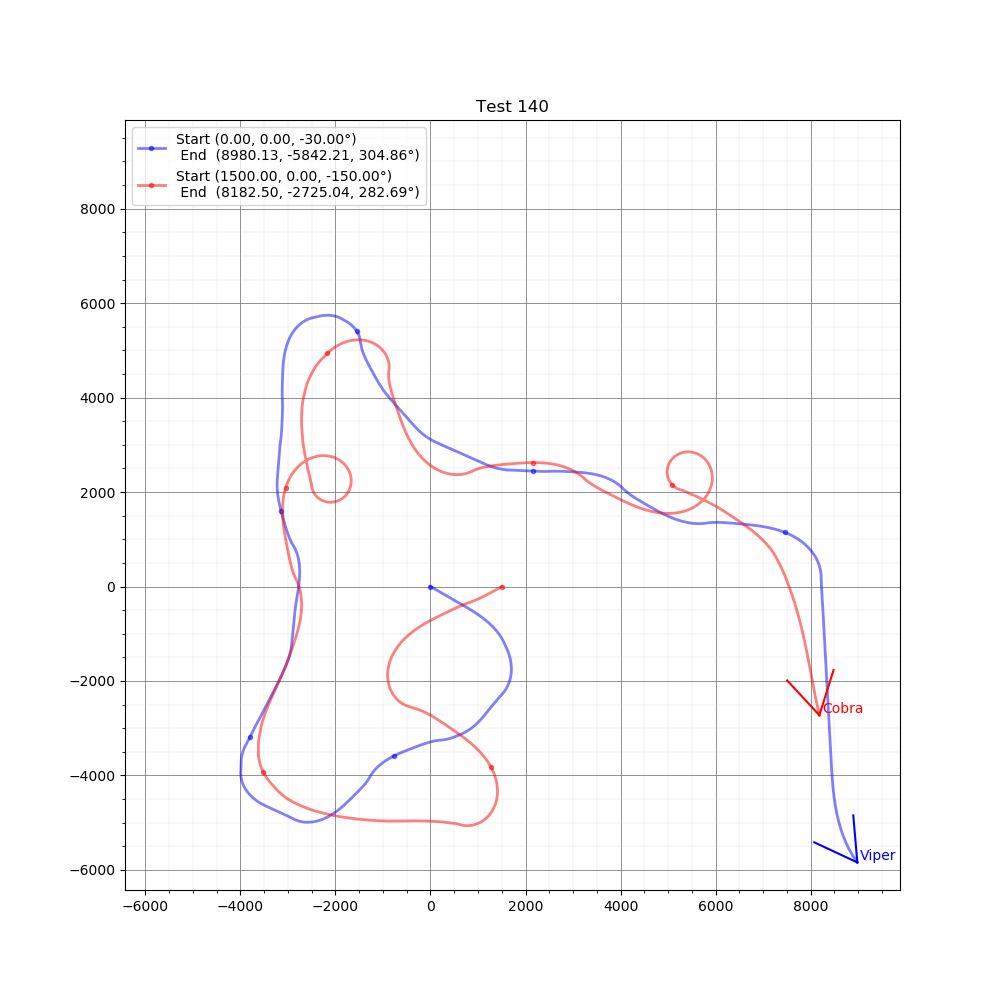 Test 140
Start (0.00, 0.00, -30.00°)
End (8980.13, -5842.21, 304.86°)
Start (1500.00, 0.00, -150.00°)
End (8182.50, -2725.04, 282.69°)
8000
6000
4000
2000
0
−2000
−4000
−6000
Cobra
Viper
−6000 −4000 −2000 0 2000 4000 6000 8000